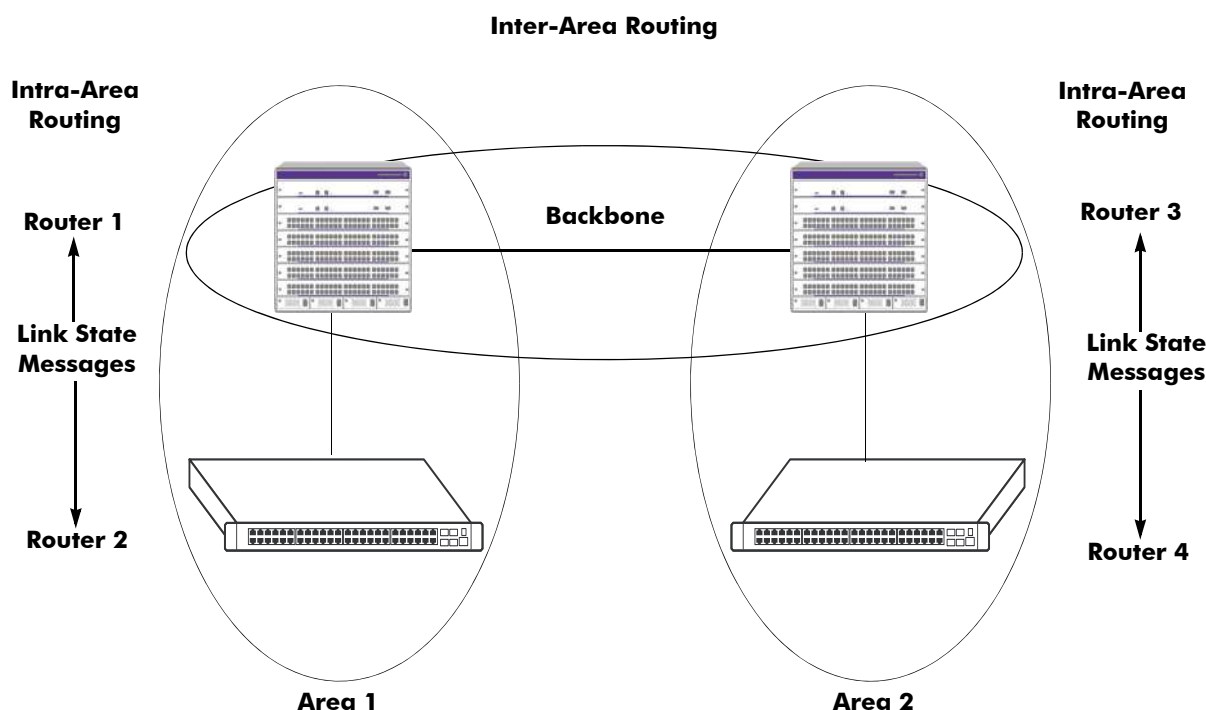 Inter-Area Routing
Intra-Area
Routing
Intra-Area
Routing
Router 1
Backbone
Router 3
Link State
Messages
Link State
Messages
Router 2
Router 4
Area 1
Area 2